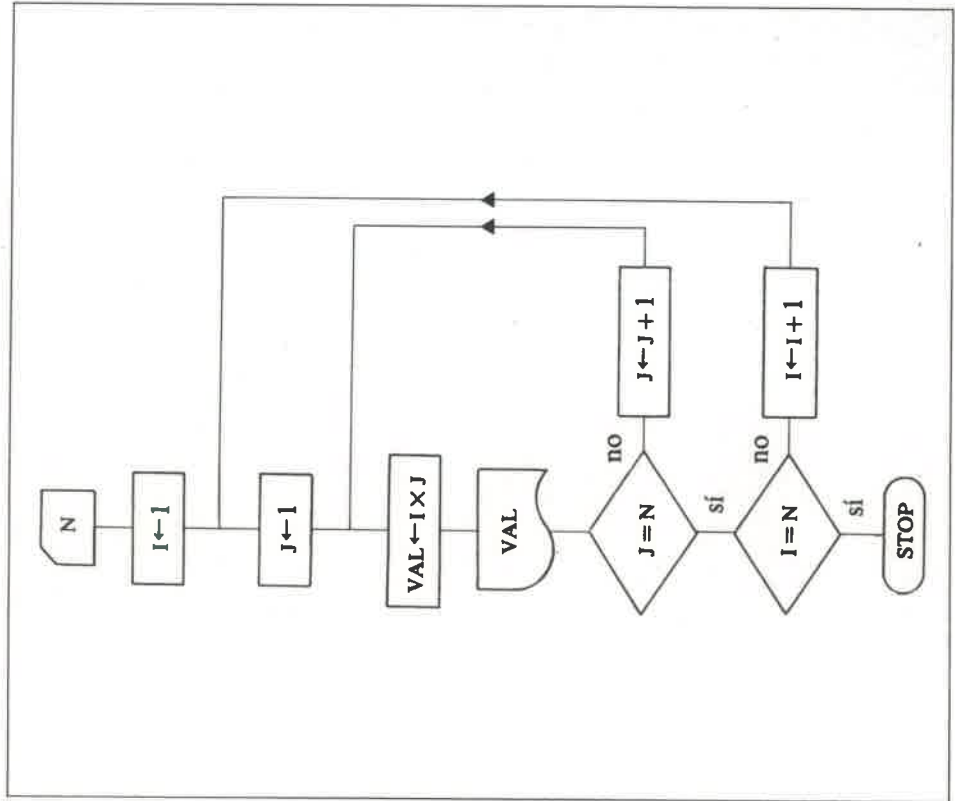 N
I←1
J←1
VAL←I×J
VAL
J=N
no
J←J+1
sí
I=N
no
I←I+1
sí
STOP